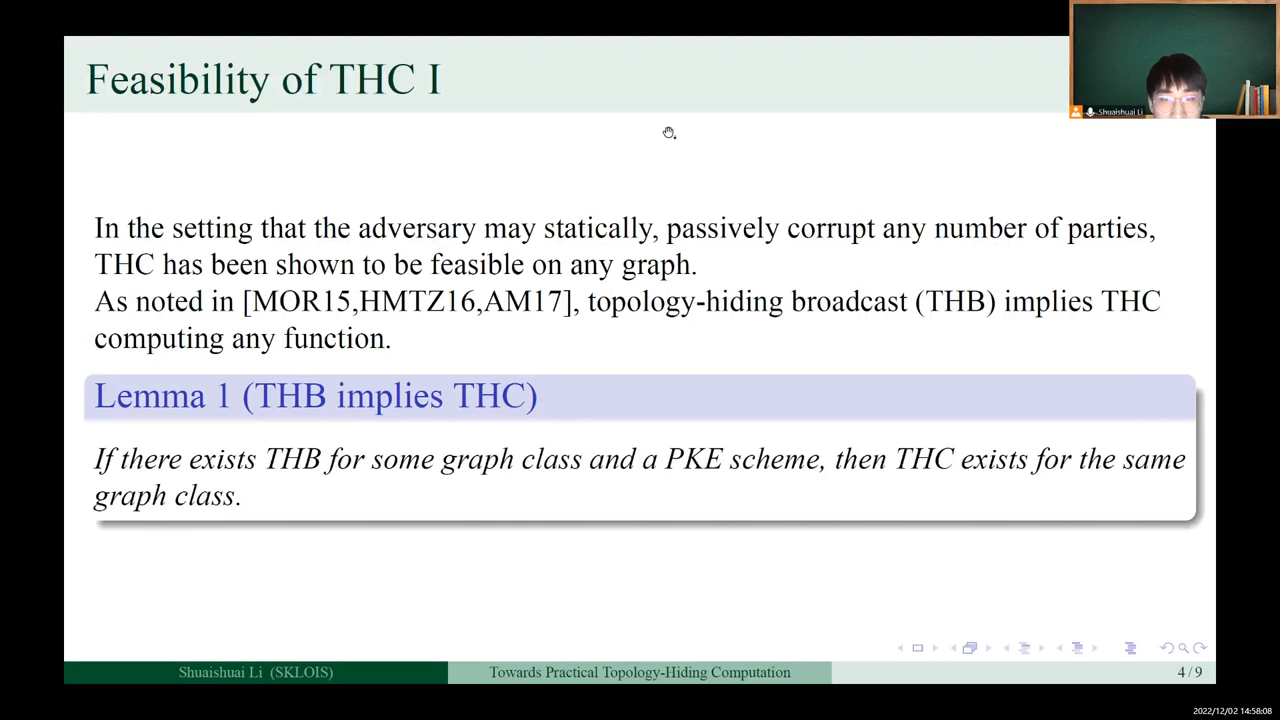 Feasibility of THC I
Shuaishuai Li
In the setting that the adversary may statically, passively corrupt any number of parties,
THC has been shown to be feasible on any graph.
As noted in [MOR15,HMTZ16,AM17], topology-hiding broadcast (THB) implies THC
computing any function.
Lemma 1 (THB implies THC)
If there exists THB for some graph class and a PKE scheme, then THC exists for the same
graph class.
Shuaishuai Li (SKLOIS)
Towards Practical Topology-Hiding Computation
4/9
2022/12/02 14:58:08